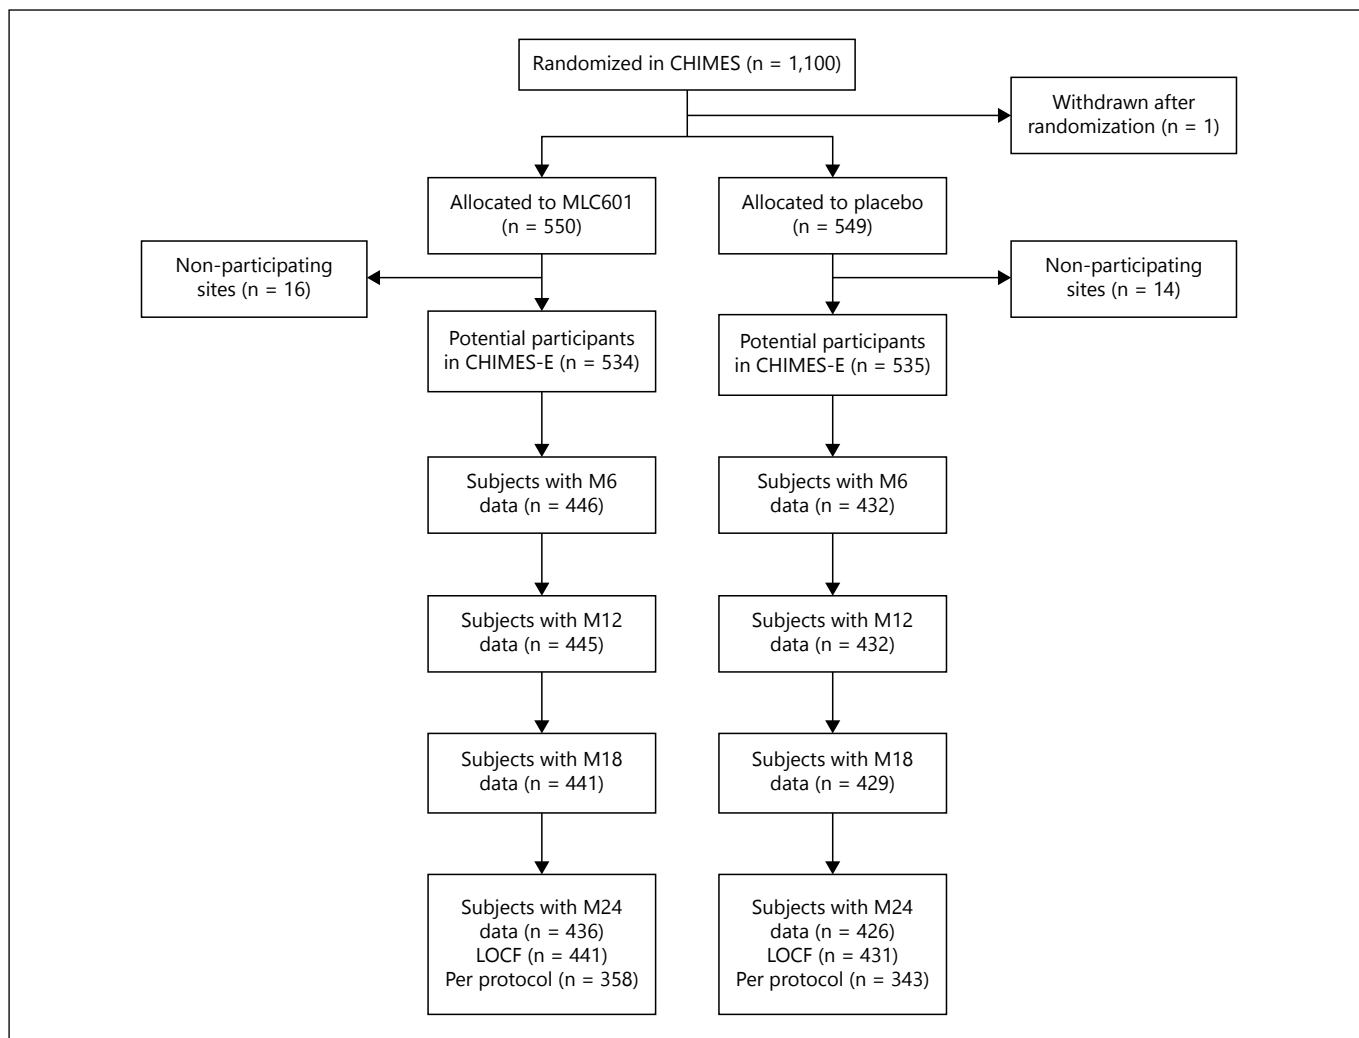 Randomized in CHIMES (n = 1,100)
Withdrawn after
randomization (n = 1)
Allocated to MLC601
(n = 550)
Allocated to placebo
(n = 549)
Non-participating
sites (n = 16)
Non-participating
sites (n = 14)
Potential participants
in CHIMES-E (n = 534)
Potential participants
in CHIMES-E (n = 535)
Subjects with M6
data (n = 446)
Subjects with M6
data (n = 432)
Subjects with M12
data (n = 445)
Subjects with M12
data (n = 432)
Subjects with M18
data (n = 441)
Subjects with M18
data (n = 429)
Subjects with M24
data (n = 436)
LOCF (n = 441)
Per protocol (n = 358)
Subjects with M24
data (n = 426)
LOCF (n = 431)
Per protocol (n = 343)